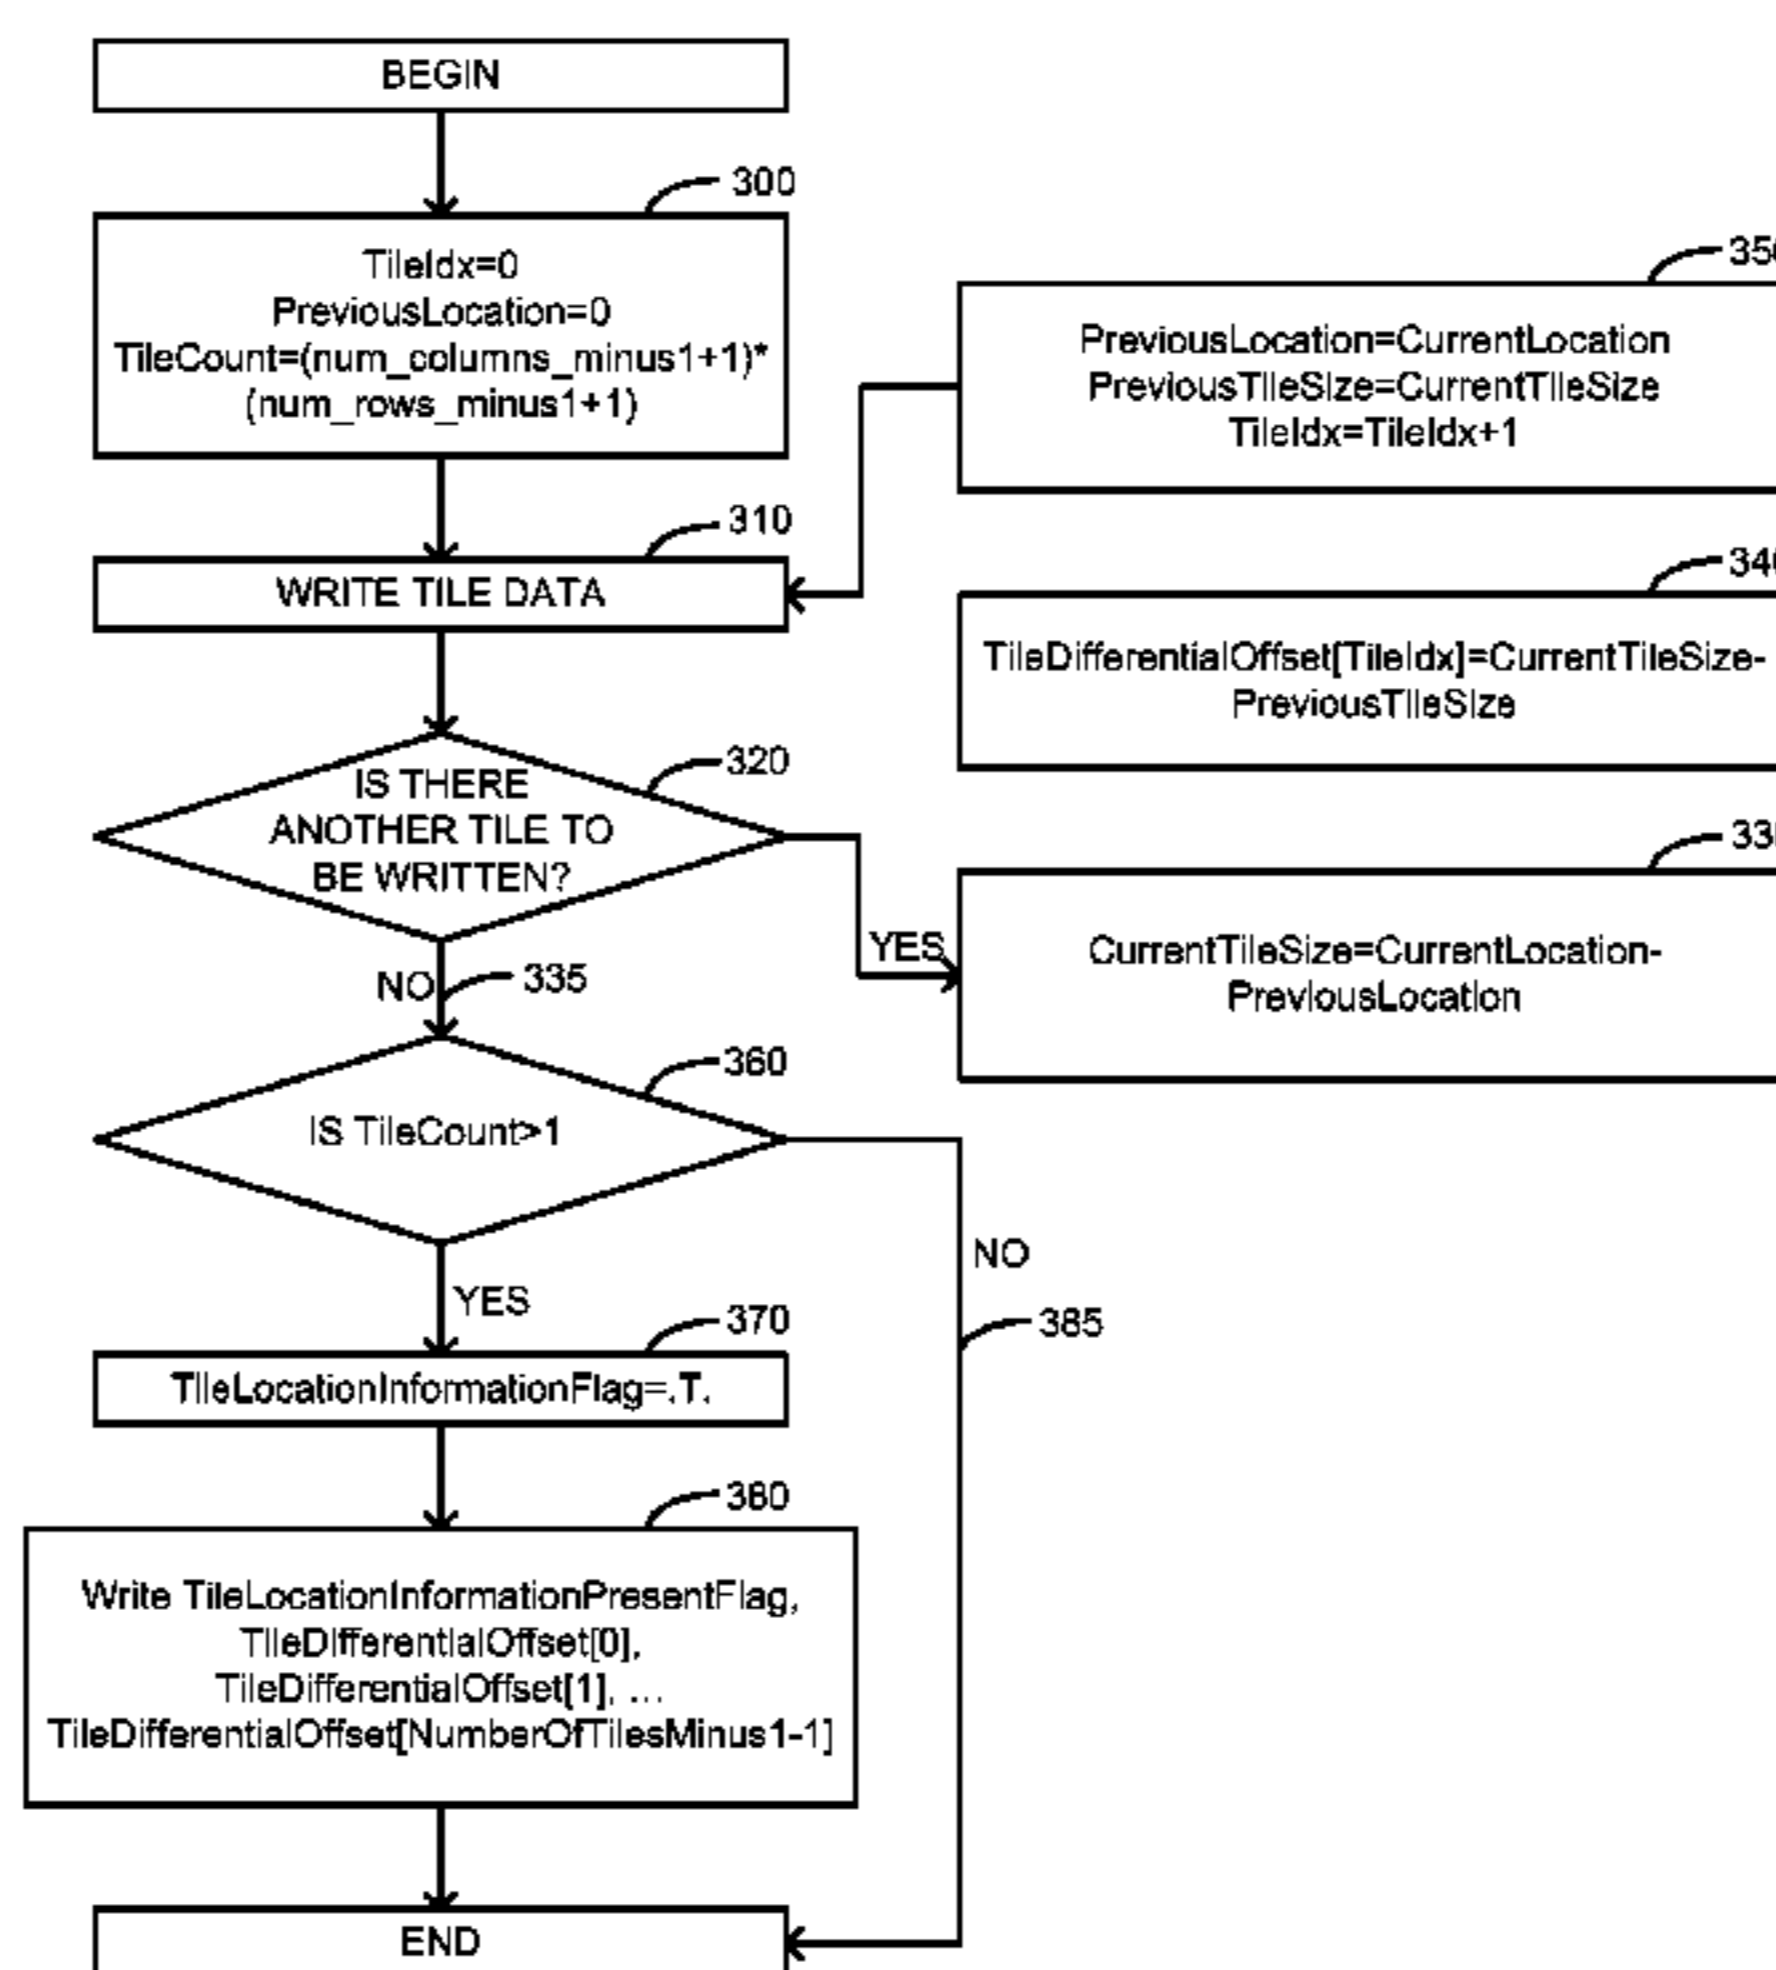 BEGIN
300
TileIdx=0
PreviousLocation=0
TileCount=(num_columns_minus1+1)*
(num_rows_minus1+1)
310
WRITE TILE DATA
320
IS THERE
ANOTHER TILE TO
BE WRITTEN?
YES
NO
335
360
IS TileCount>1
NO
385
YES
370
TileLocationInformationFlag=.T.
380
Write TileLocationInformationPresentFlag,
TileDifferentialOffset[0],
TileDifferentialOffset[1], ...
TileDifferentialOffset[NumberOfTilesMinus1-1]
END
PreviousLocation=CurrentLocation
PreviousTileSize=CurrentTileSize
TileIdx=TileIdx+1
TileDifferentialOffset[TileIdx]=CurrentTileSize-
PreviousTileSize
CurrentTileSize=CurrentLocation-
PreviousLocation